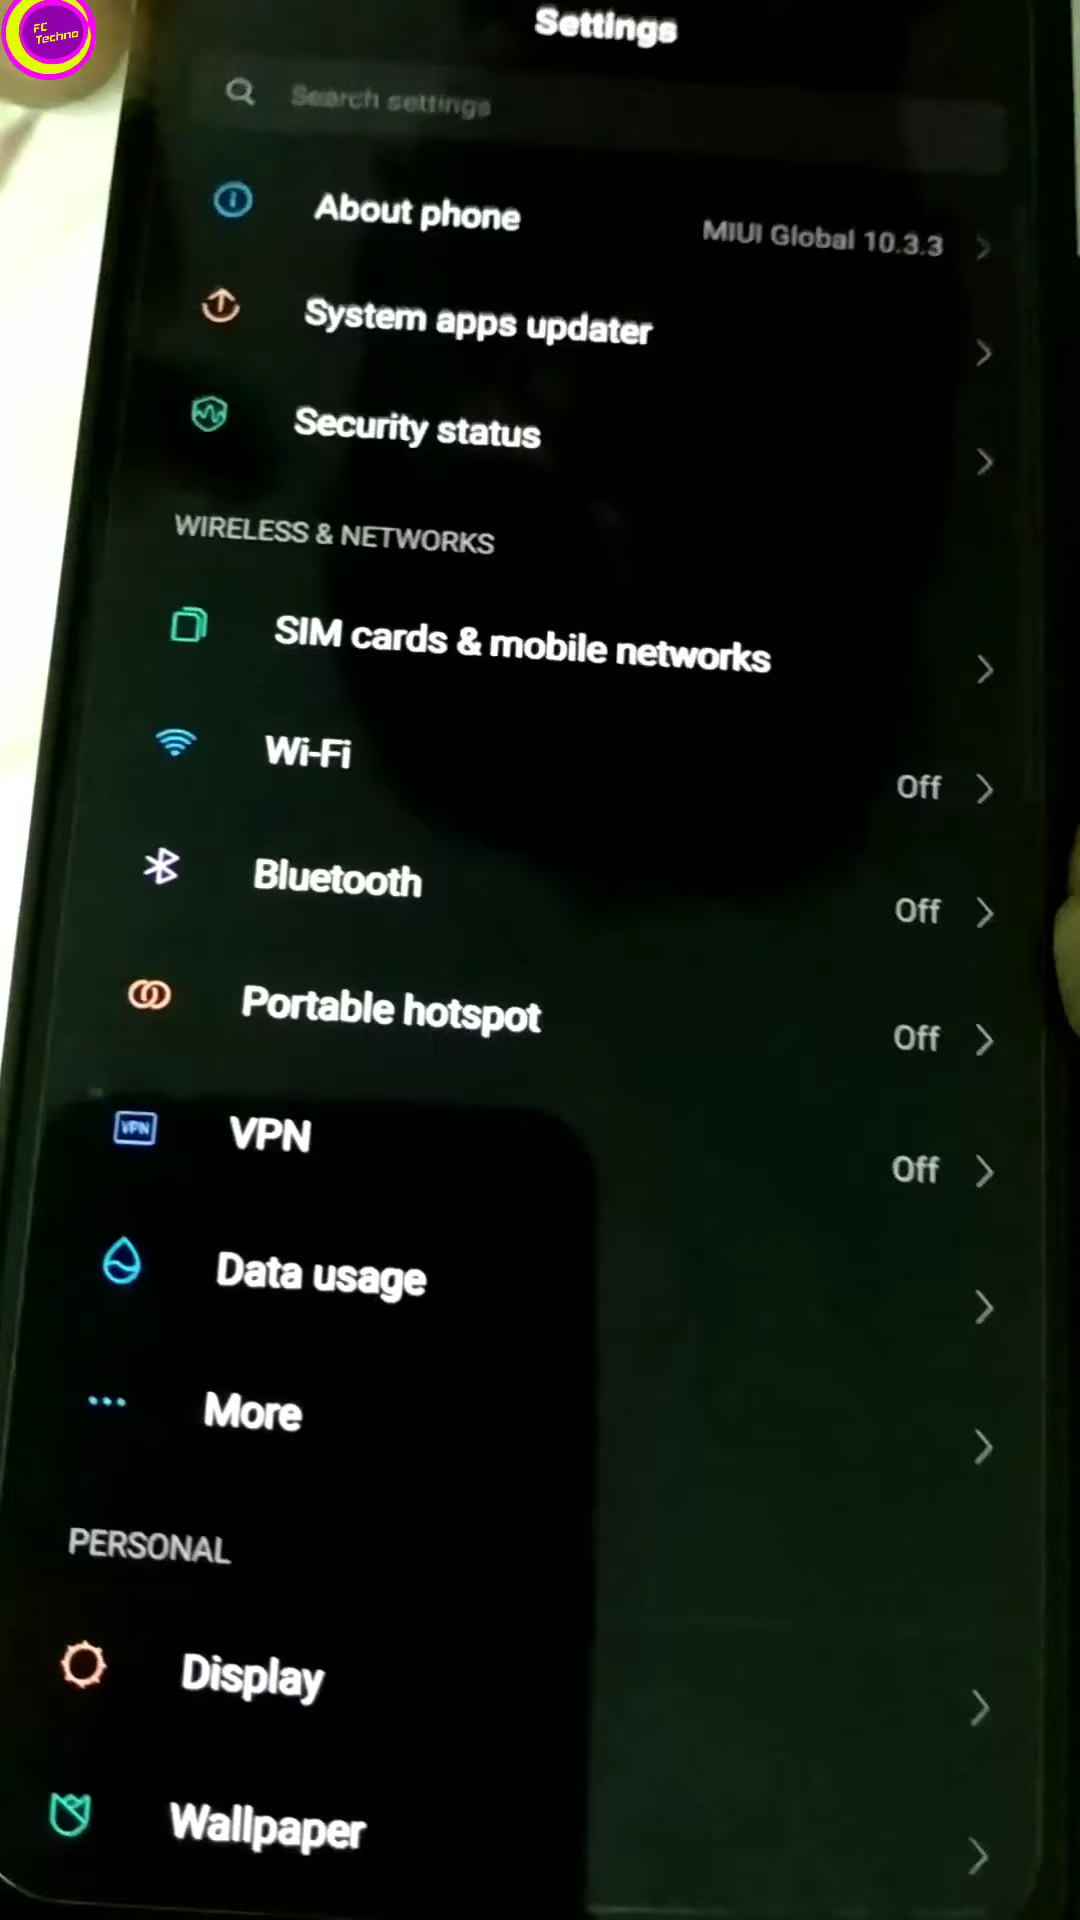 FC
Techno
Settings
Search settings
About phone
MIUI Global 10.3.3
System apps updater
Security status
WIRELESS & NETWORKS
SIM cards & mobile networks
Wi-Fi
Off
Bluetooth
Off
Portable hotspot
Off
VPN
VPN
Off
Data usage
More
PERSONAL
Display
Wallpaper